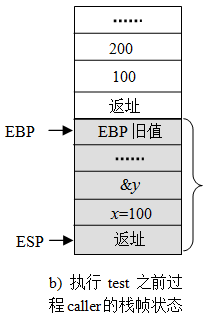 ……
200
100
返址
EBP
EBP 旧值
……
&y
x=100
ESP
返址
b) 执行 test 之前过
程 caller 的栈帧状态